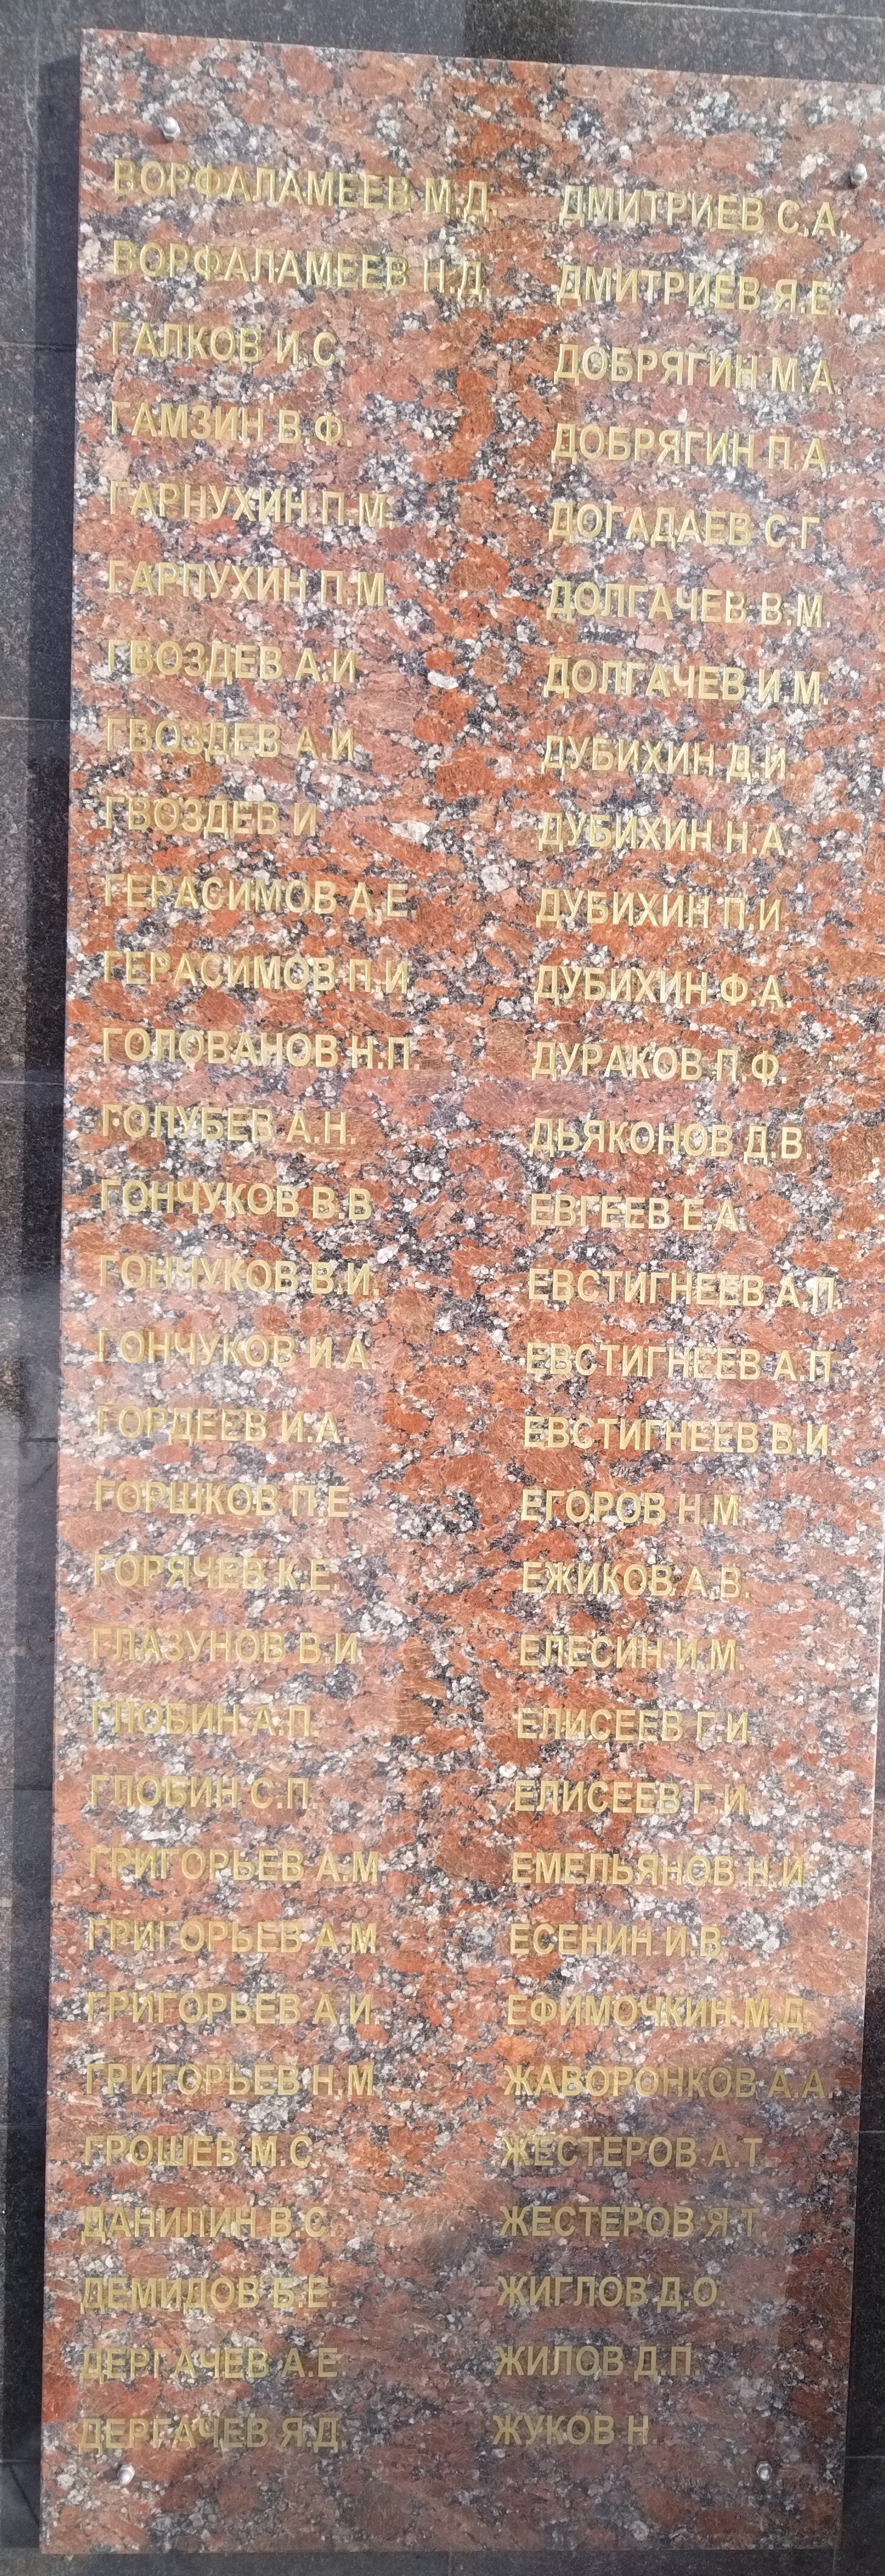 ВОРФАЛАМЕЕВ М.Д.
ВОРФАЛАМЕЕВ Н.Д.
ГАЛКОВ И.С.
ГАМЗИН В.Ф.
ГАРНУХИН П.М.
ГАРПУХИН П.М.
ГВОЗДЕВ А.И.
ГВОЗДЕВ А.И.
ГВОЗДЕВ И.
ГЕРАСИМОВ А.Е.
ГЕРАСИМОВ П.И.
ГОЛОВАНОВ Н.П.
ГОЛУБЕВ А.Н.
ГОНЧУКОВ В.В.
ГОНЧУКОВ В.И.
ГОНЧУКОВ И.А.
ГОРДЕЕВ И.А.
ГОРШКОВ П.Е.
ГОРЯЧЕВ К.Е.
ГЛАЗУНОВ В.И.
ГЛОБИН А.П.
ГЛОБИН С.П.
ГРИГОРЬЕВ А.М.
ГРИГОРЬЕВ А.М.
ГРИГОРЬЕВ А.И.
ГРИГОРЬЕВ Н.М.
ГРОШЕВ М.С.
ДАНИЛИН В.С.
ДЕМИДОВ Б.Е.
ДЕРГАЧЕВ А.Е.
ДЕРГАЧЕВ Я.Д.
ДМИТРИЕВ С.А.
ДМИТРИЕВ Я.Е.
ДОБРЯГИН М.А.
ДОБРЯГИН П.А.
ДОГАДАЕВ С.Г.
ДОЛГАЧЕВ В.М.
ДОЛГАЧЕВ И.М.
ДУБИХИН Д.И.
ДУБИХИН Н.А.
ДУБИХИН П.И.
ДУБИХИН Ф.А.
ДУРАКОВ П.Ф.
ДЬЯКОНОВ Д.В.
ЕВГЕЕВ Е.А.
ЕВСТИГНЕЕВ А.П.
ЕВСТИГНЕЕВ А.П.
ЕВСТИГНЕЕВ В.И.
ЕГОРОВ Н.М.
ЕЖИКОВ А.В.
ЕЛЕСИН И.М.
ЕЛИСЕЕВ Г.И.
ЕЛИСЕЕВ Г.И.
ЕМЕЛЬЯНОВ Н.И.
ЕСЕНИН И.В.
ЕФИМОЧКИН М.Д.
ЖАВОРОНКОВ А.А.
ЖЕСТЕРОВ А.Т.
ЖЕСТЕРОВ Я.Т.
ЖИГЛОВ Д.О.
ЖИЛОВ Д.П.
ЖУКОВ Н.